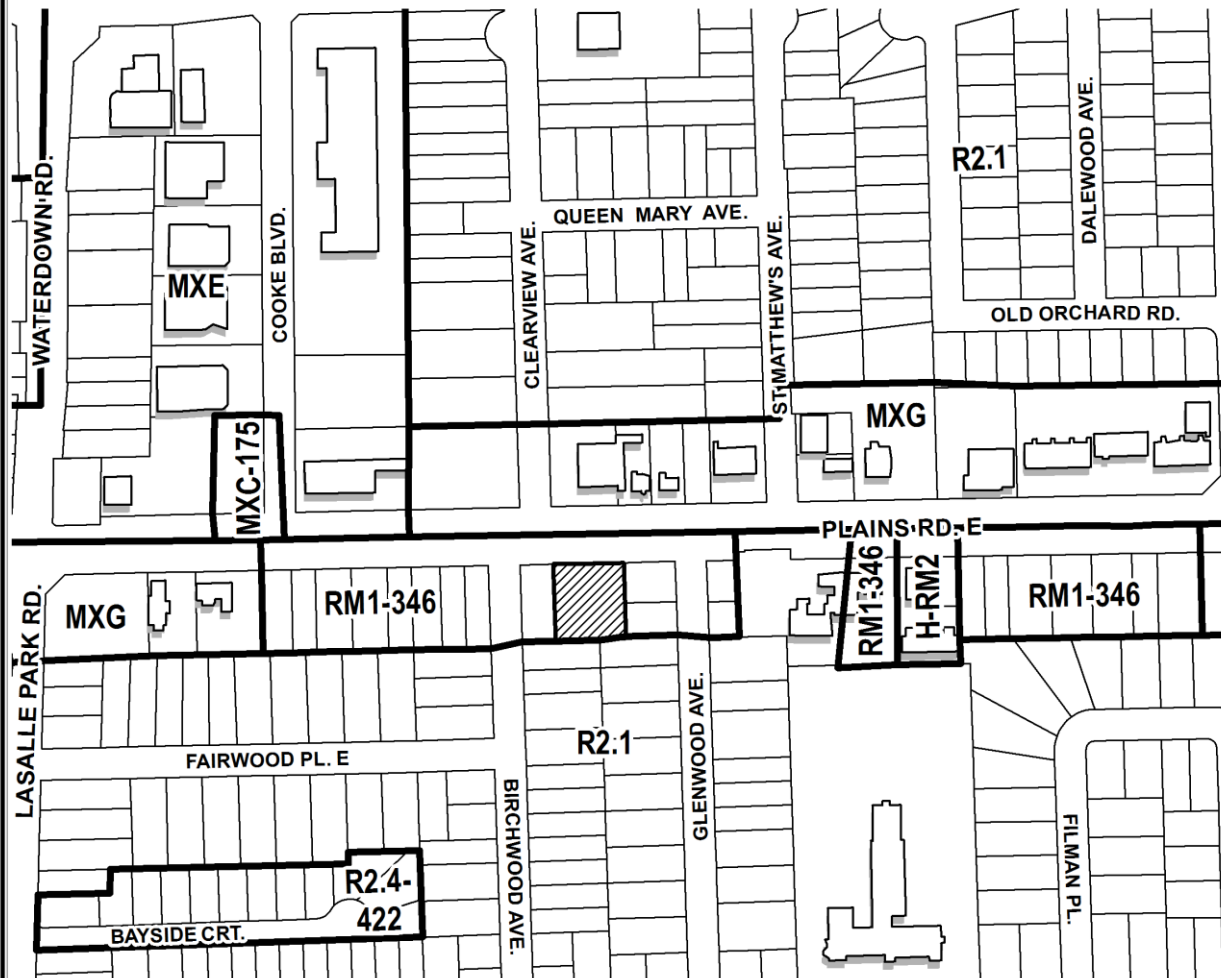 R2.1
DALEWOOD AVE.
WATERDOWN RD.
COOKE BLVD.
QUEEN MARY AVE.
CLEARVIEW AVE.
ST MATTHEW'S AVE.
MXE
OLD ORCHARD RD.
MXG
MXC-175
PLAINS RD. E
LASALLE PARK RD.
MXG
RM1-346
RM1-346
H-RM2
RM1-346
R2.1
GLENWOOD AVE.
FAIRWOOD PL. E
BIRCHWOOD AVE.
FILMAN PL.
R2.4-
422
BAYSIDE CRT.